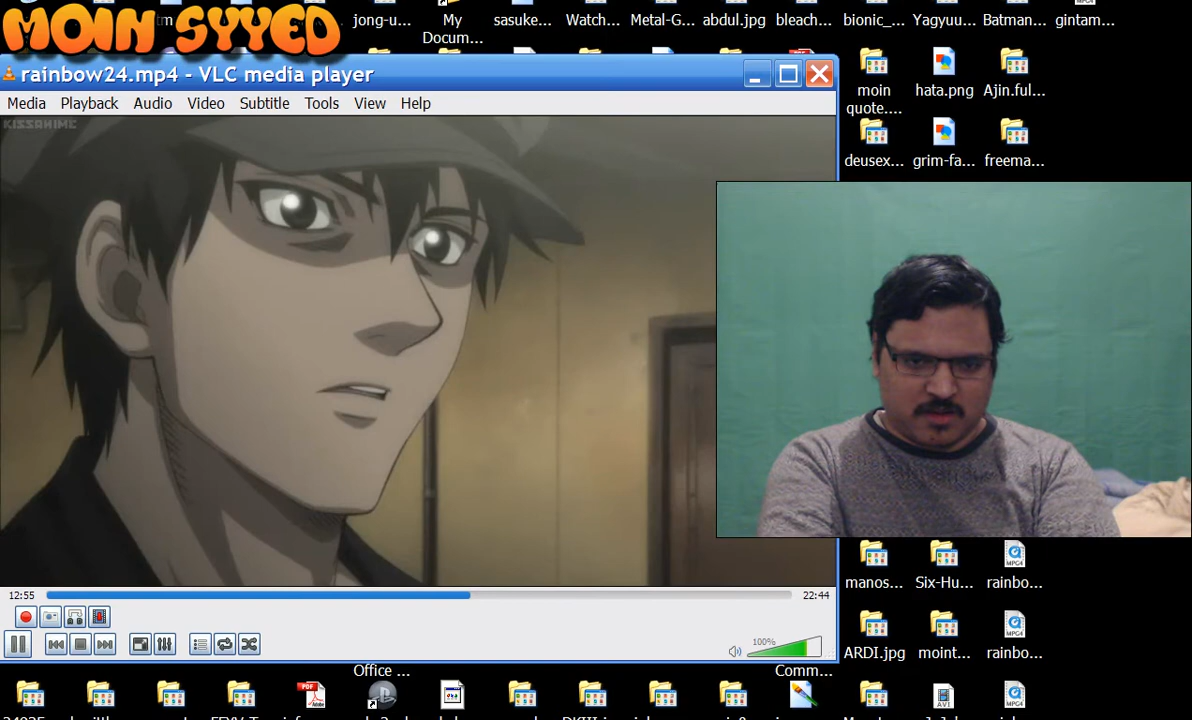 jong-u...
My Docum...
sasuke...
Watch...
Metal-G...
abdul.jpg
bleach...
bionic_...
Yagyuu...
Batman...
gintam...
MOIN SYYED
rainbow24.mp4 - VLC media player
Media Playback Audio Video Subtitle Tools View Help
KISSANIME
moin quote....
hata.png
Ajin.ful...
deusex...
grim-fa...
freema...
manos...
Six-Hu...
rainbo...
12:55
22:44
100%
ARDI.jpg
moint...
rainbo...
Office ...
Comm...